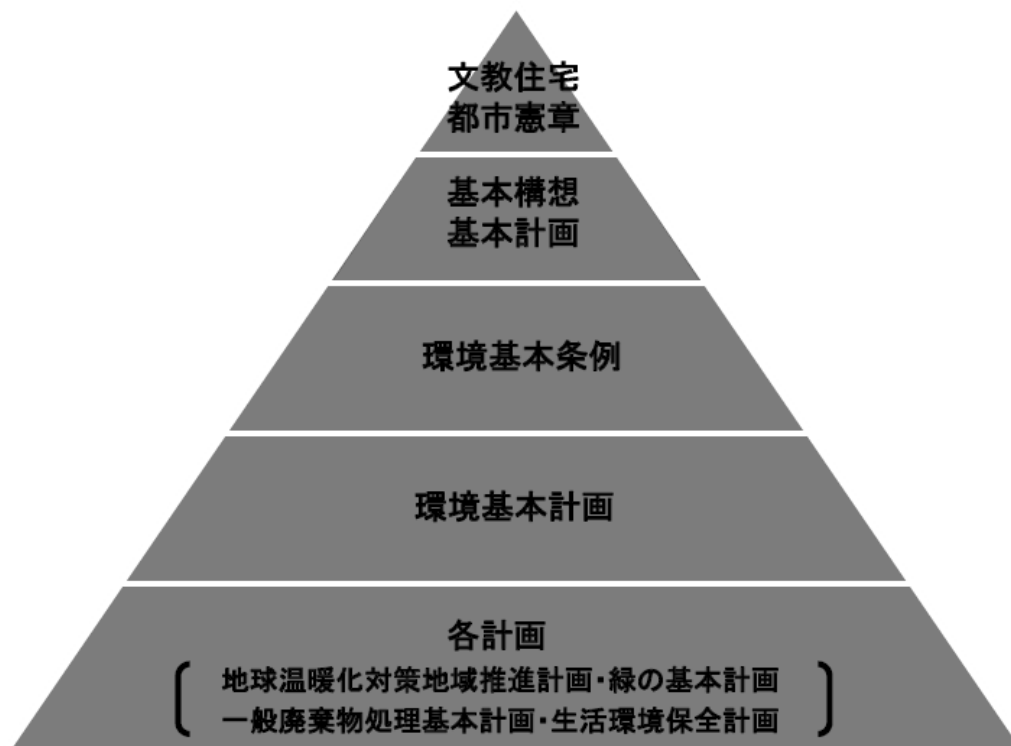 文教住宅
都市憲章
基本構想
基本計画
環境基本条例
環境基本計画
各計画
地球温暖化対策地域推進計画・緑の基本計画
一般廃棄物処理基本計画・生活環境保全計画